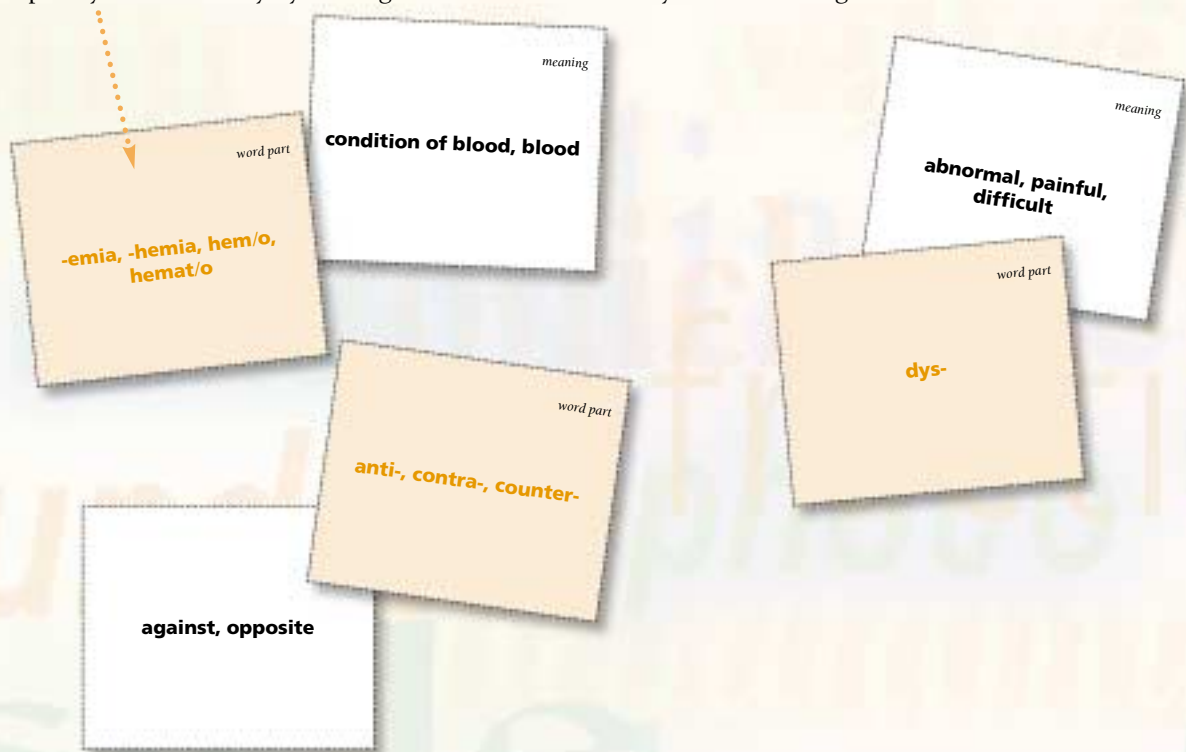 meaning
condition of blood, blood
word part
-emia, -hemia, hem/o,
hemat/o
meaning
abnormal, painful,
difficult
word part
dys-
word part
anti-, contra-, counter-
against, opposite